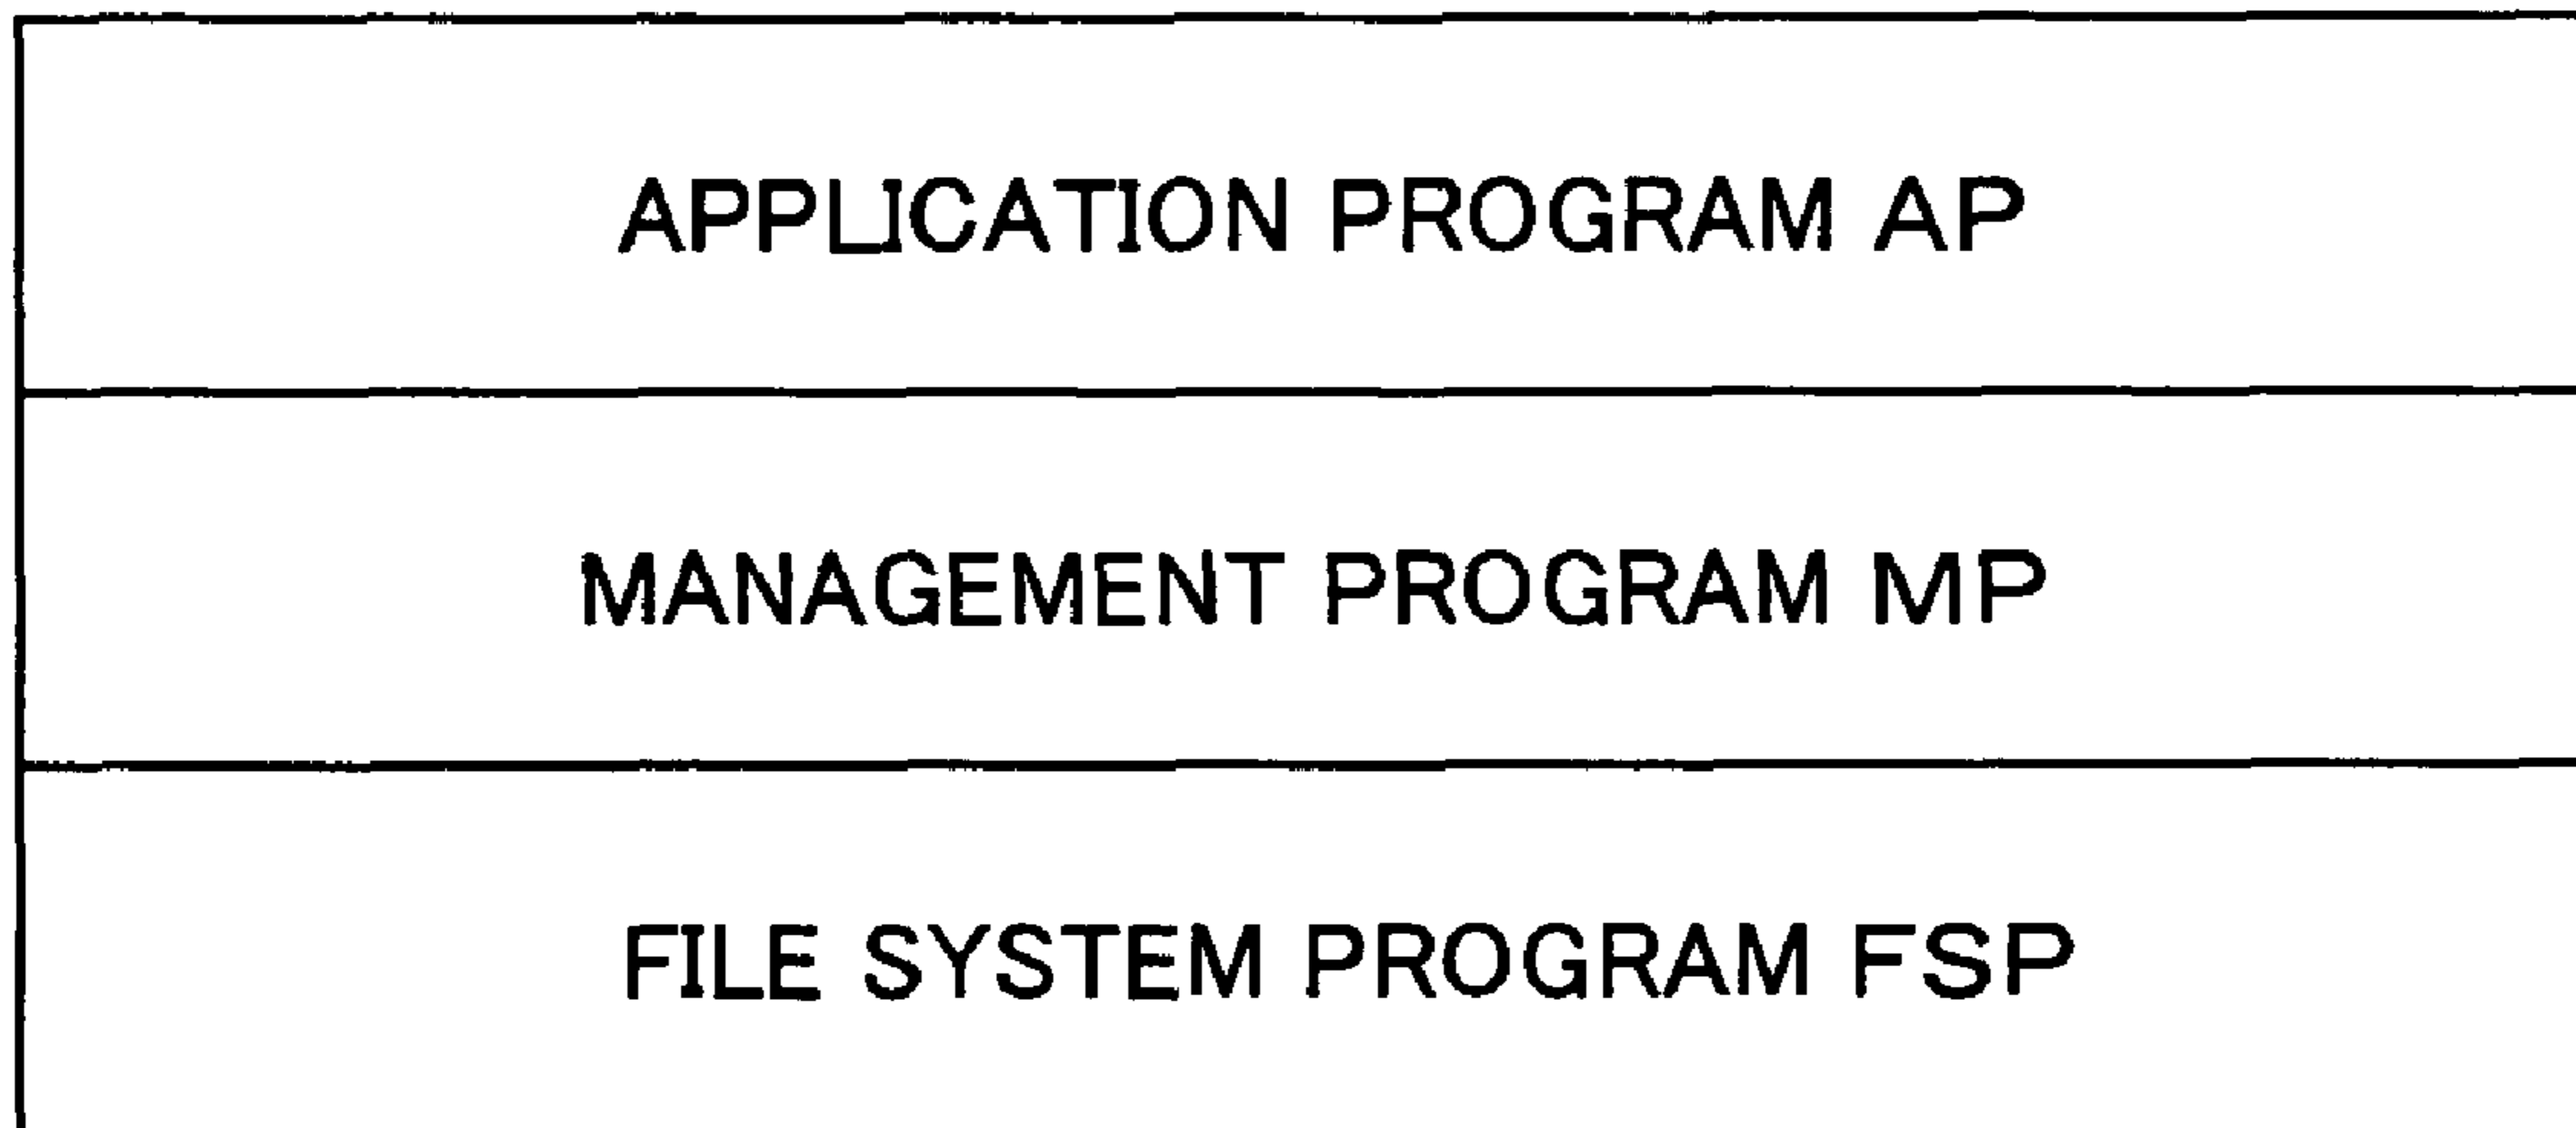 APPLICATION PROGRAM AP
MANAGEMENT PROGRAM MP
FILE SYSTEM PROGRAM FSP